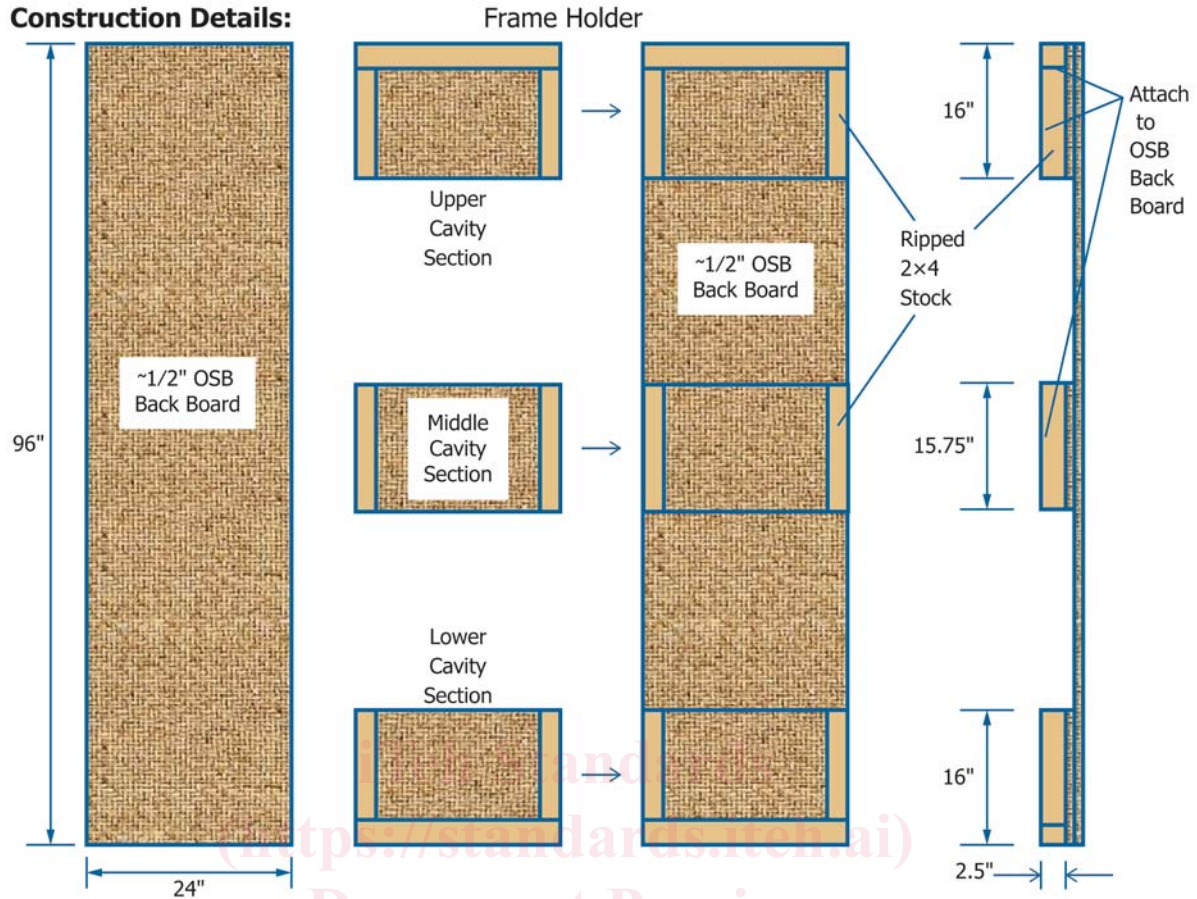 Construction Details:
Frame Holder
96"
24"
~1/2" OSB
Back Board
Upper
Cavity
Section
Middle
Cavity
Section
Lower
Cavity
Section
~1/2" OSB
Back Board
Ripped
2×4
Stock
16"
15.75"
16"
2.5"
Attach
to
OSB
Back
Board
iTeh Standards
(https://standards.iteh.ai)